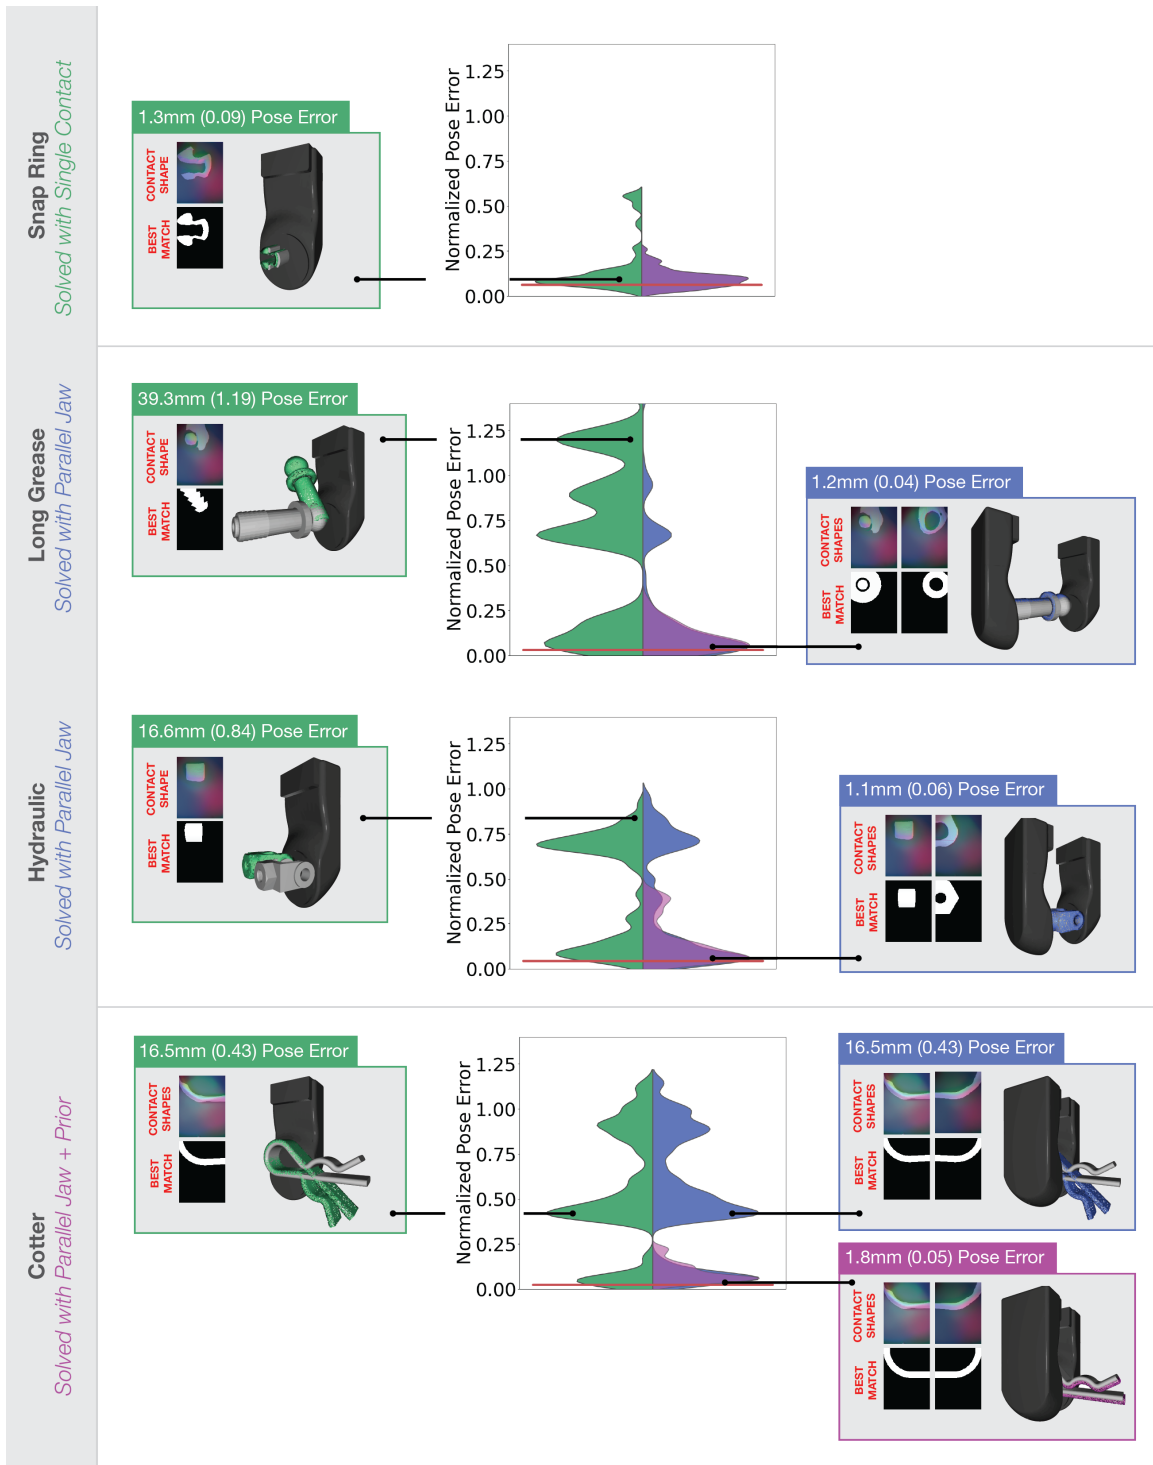 Snap Ring
Solved with Single Contact
1.3mm (0.09) Pose Error
CONTACT
SHAPE
BEST
MATCH
Normalized Pose Error
1.25
1.00
0.75
0.50
0.25
0.00
Long Grease
Solved with Parallel Jaw
39.3mm (1.19) Pose Error
CONTACT
SHAPE
BEST
MATCH
Normalized Pose Error
1.25
1.00
0.75
0.50
0.25
0.00
1.2mm (0.04) Pose Error
CONTACT
SHAPES
BEST
MATCH
Hydraulic
Solved with Parallel Jaw
16.6mm (0.84) Pose Error
CONTACT
SHAPE
BEST
MATCH
Normalized Pose Error
1.25
1.00
0.75
0.50
0.25
0.00
1.1mm (0.06) Pose Error
CONTACT
SHAPES
BEST
MATCH
Cotter
Solved with Parallel Jaw + Prior
16.5mm (0.43) Pose Error
CONTACT
SHAPES
BEST
MATCH
Normalized Pose Error
1.25
1.00
0.75
0.50
0.25
0.00
16.5mm (0.43) Pose Error
CONTACT
SHAPES
BEST
MATCH
1.8mm (0.05) Pose Error
CONTACT
SHAPES
BEST
MATCH